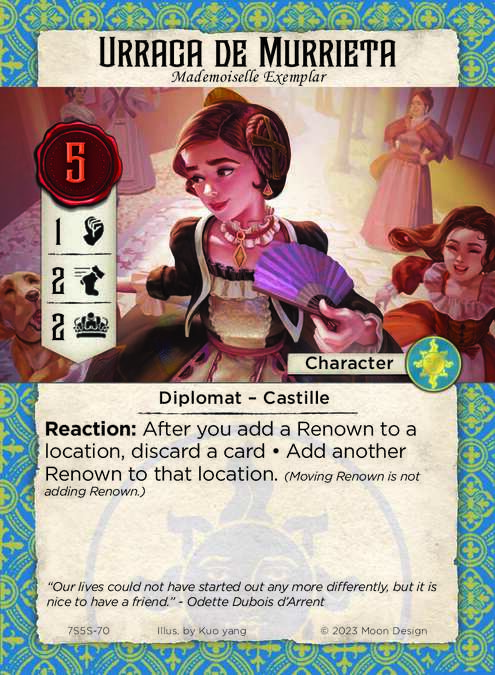 Urraca de Murrieta
Mademoiselle Exemplar
5
1
2
2
Character
Diplomat – Castille
Reaction: After you add a Renown to a
location, discard a card • Add another
Renown to that location. (Moving Renown is not
adding Renown.)
“Our lives could not have started out any more differently, but it is
nice to have a friend.” - Odette Dubois d’Arrent
7S5S-70 Illus. by Kuo yang © 2023 Moon Design